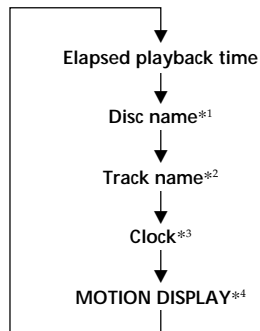 Elapsed playback time
Disc name*1
Track name*2
Clock*3
MOTION DISPLAY*4